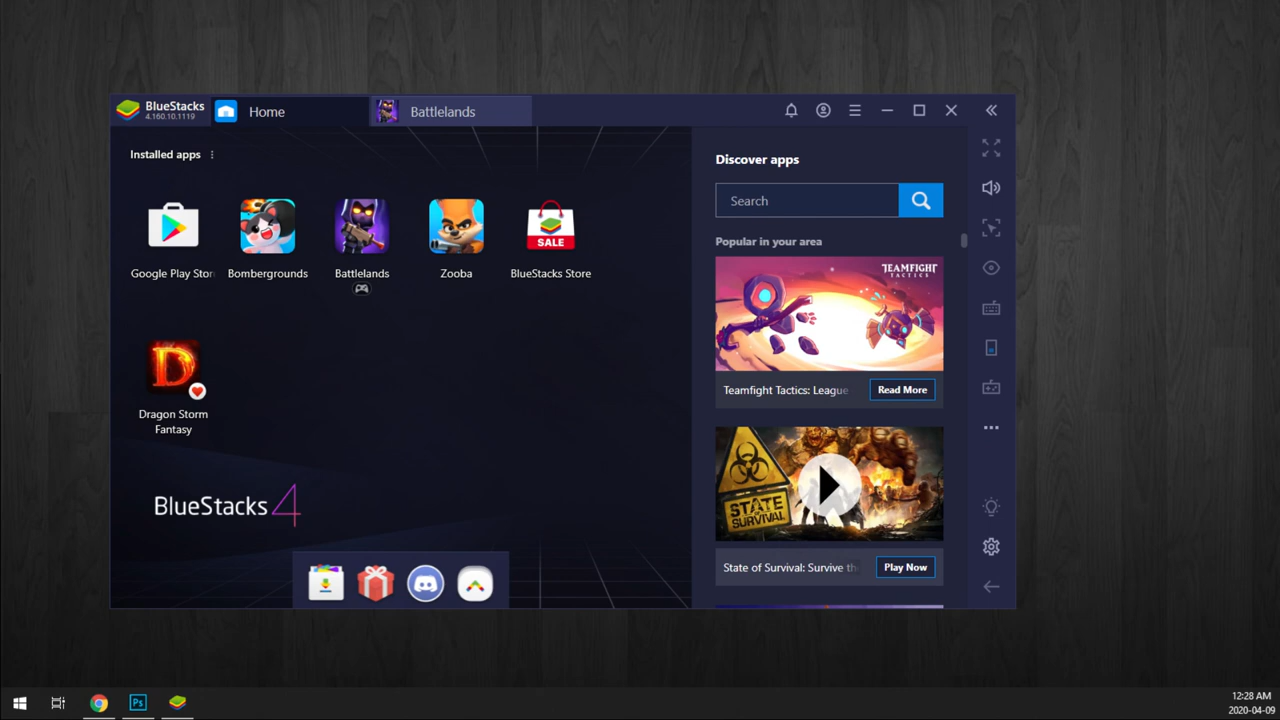 BlueStacks
4.160.10.1119
Home
Battlelands
Installed apps
Google Play Stor
Bombergrounds
Battlelands
Zooba
SALE
BlueStacks Store
D
Dragon Storm
Fantasy
BlueStacks 4
Discover apps
Search
Popular in your area
TEAMFIGHT
TACTICS
Teamfight Tactics: League
Read More
STATE
OF
SURVIVAL
State of Survival: Survive th
Play Now
Ps
12:28 AM
2020-04-09